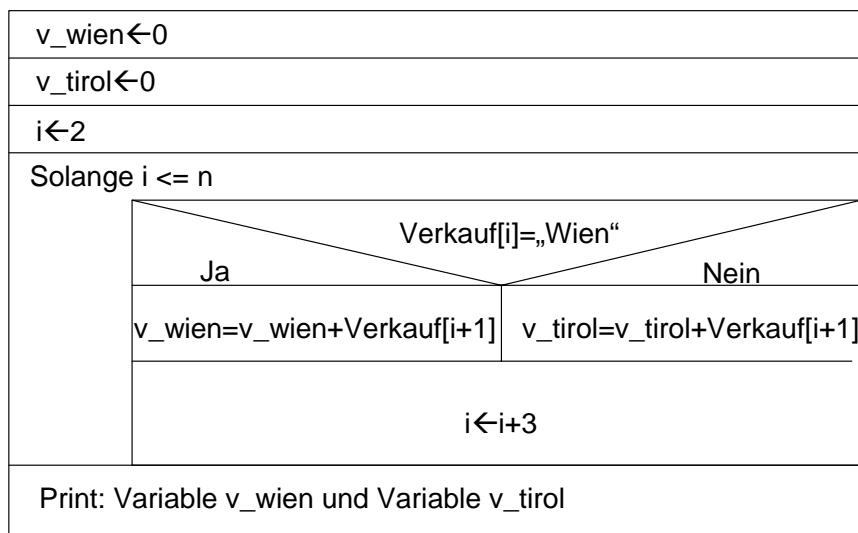 v_wien←0
v_tirol←0
i←2
Solange i <= n
Verkauf[i]=„Wien“
Ja
Nein
v_wien=v_wien+Verkauf[i+1]
v_tirol=v_tirol+Verkauf[i+1]
i←i+3
Print: Variable v_wien und Variable v_tirol